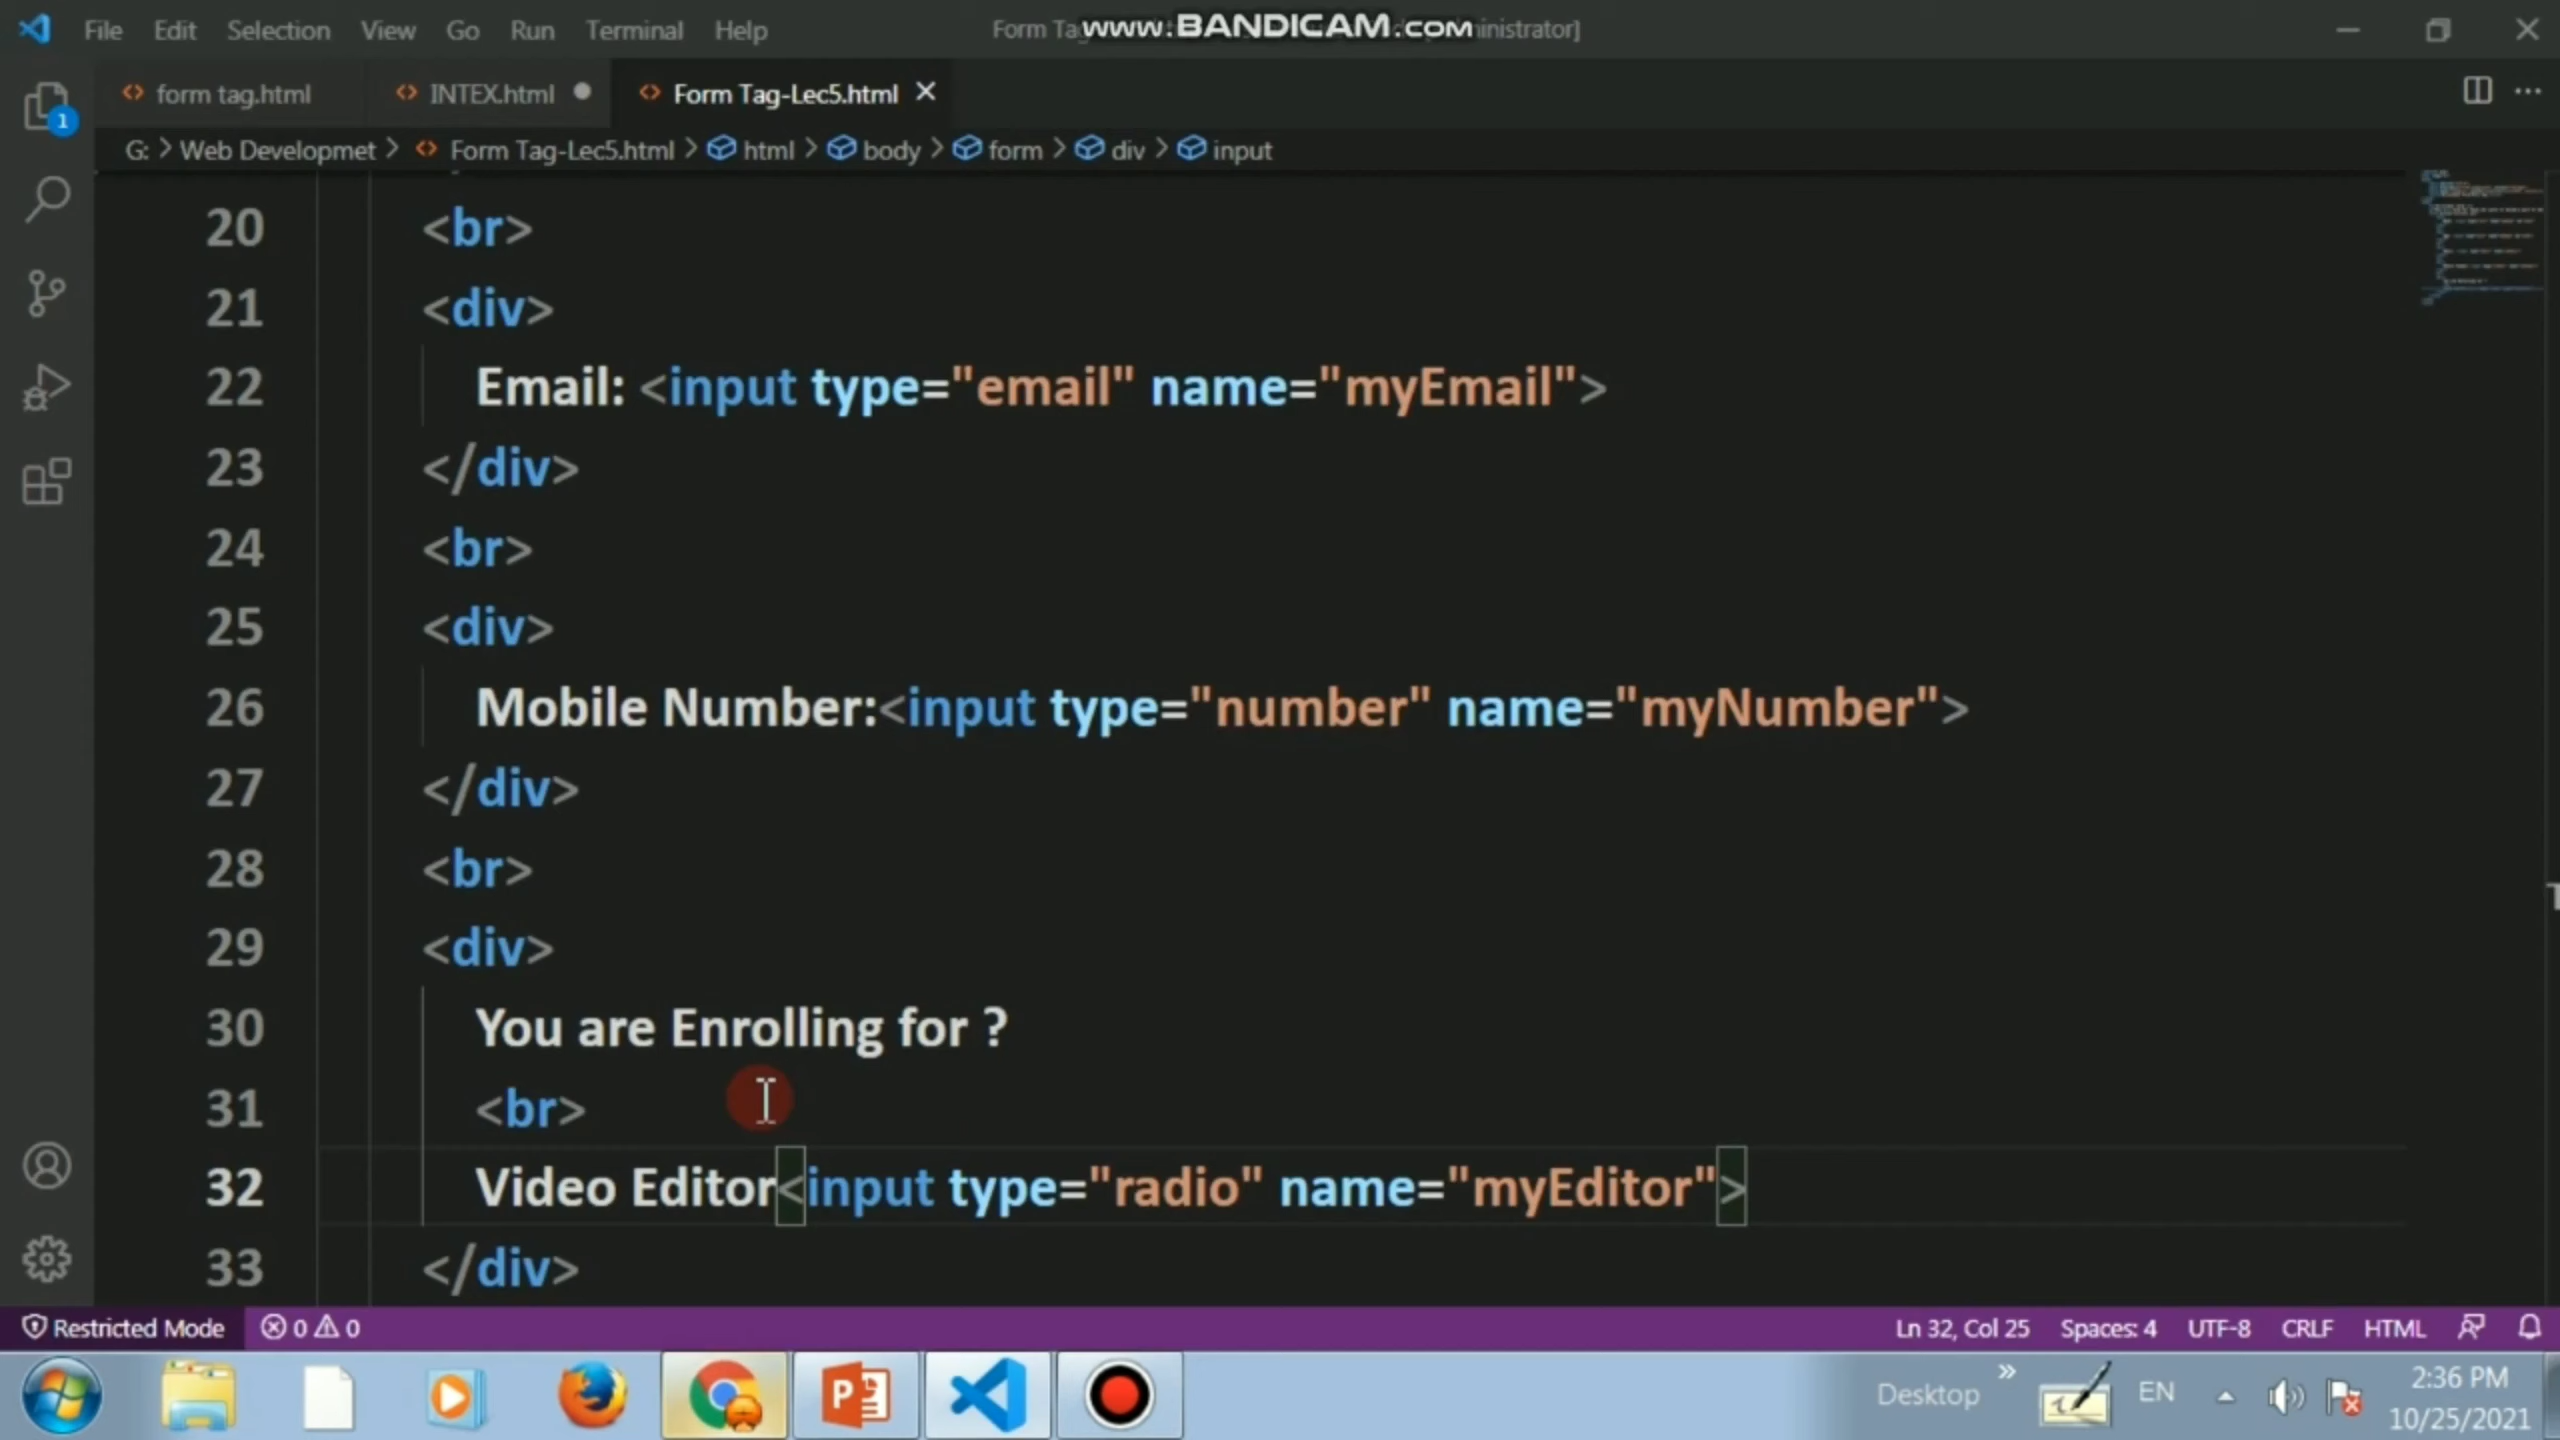 File Edit Selection View Go Run Terminal Help Form Ta www.BANDICAM.com inistrator]
form tag.html INTEX.html Form Tag-Lec5.html
1
G: > Web Developmet > Form Tag-Lec5.html > html > body > form > div > input
20 <br>
21 <div>
22 Email: <input type="email" name="myEmail">
23 </div>
24 <br>
25 <div>
26 Mobile Number:<input type="number" name="myNumber">
27 </div>
28 <br>
29 <div>
30 You are Enrolling for ?
31 <br>
32 Video Editor<input type="radio" name="myEditor">
33 </div>
Restricted Mode 0 0 Ln 32, Col 25 Spaces: 4 UTF-8 CRLF HTML
Desktop » EN 2:36 PM
10/25/2021